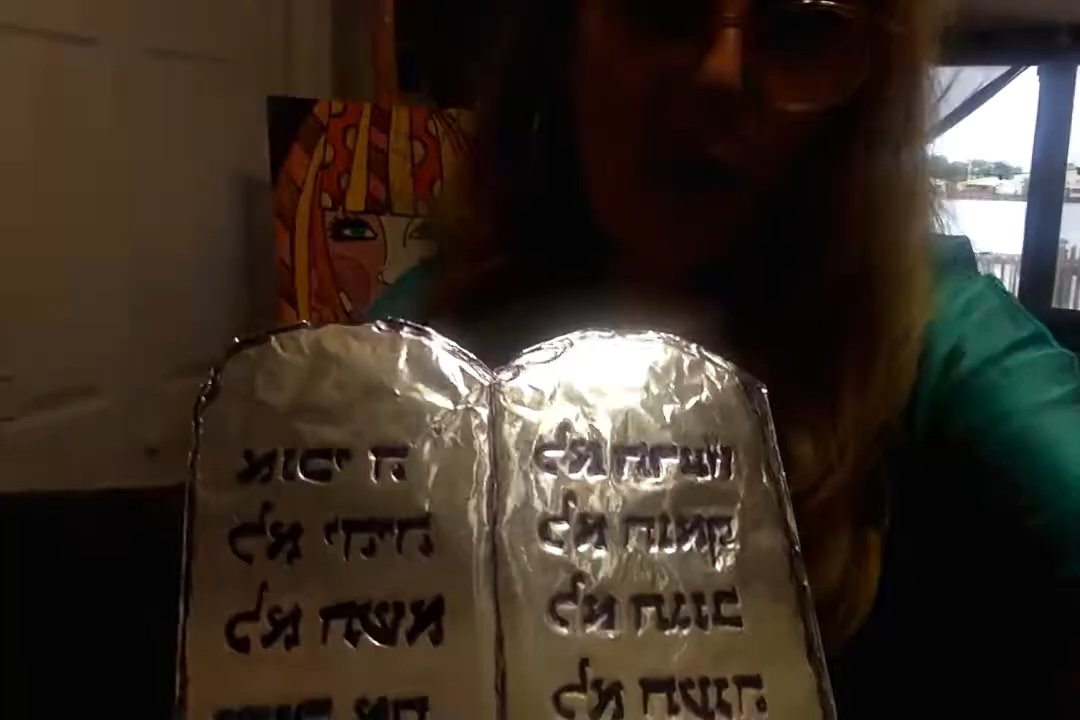 אנכי ה
לא יהיה
לא תשא
לא תרצח
לא תנאף
לא תגנב
לא תענה